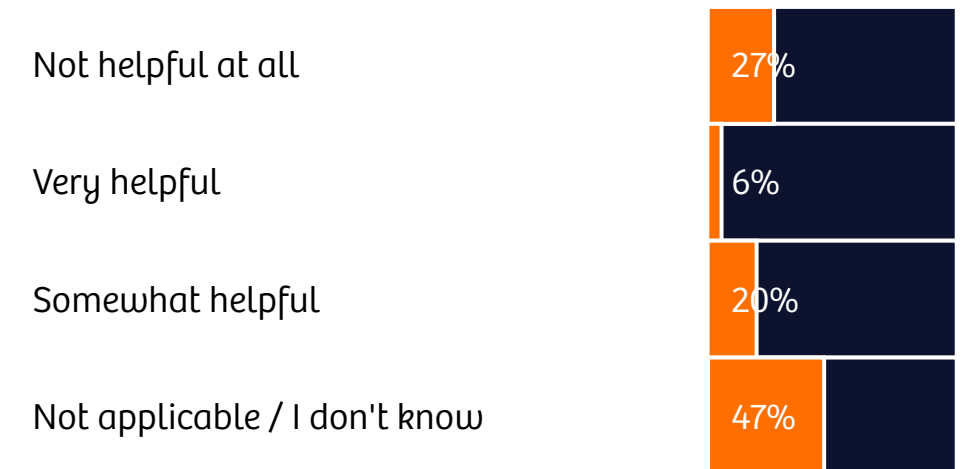 Not helpful at all 27%
Very helpful 6%
Somewhat helpful 20%
Not applicable / I don't know 47%